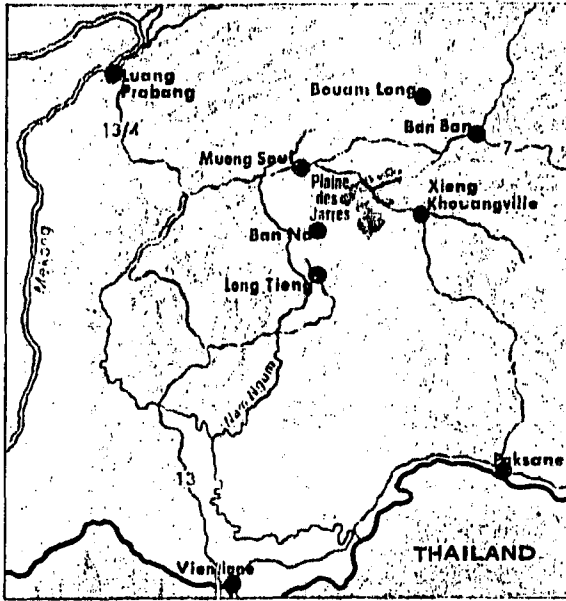 Luang
Prabang
Bouam Long
13/4
Ban Ban
7
Muong Soui
Plaine
des
Jarres
Xieng
Khouangville
Ban Na
Mekong
Long Tieng
Nam Ngum
Paksane
13
THAILAND
Vientiane